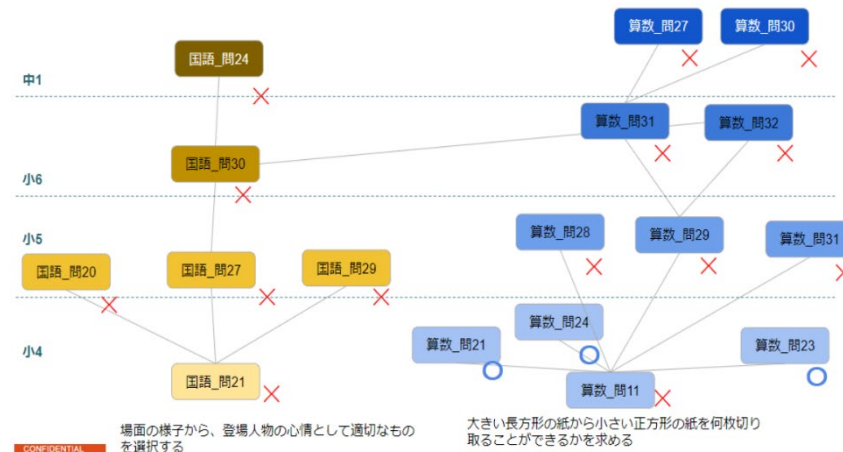 算数_問27
算数_問30
国語_問24
中1
算数_問31
算数_問32
国語_問30
小6
小5
算数_問28
算数_問29
算数_問31
国語_問20
国語_問27
国語_問29
小4
算数_問24
算数_問21
算数_問23
国語_問21
算数_問11
場面の様子から、登場人物の心情として適切なもの
を選択する
大きい長方形の紙から小さい正方形の紙を何枚切り
取ることができるかを求める
CONFIDENTIAL